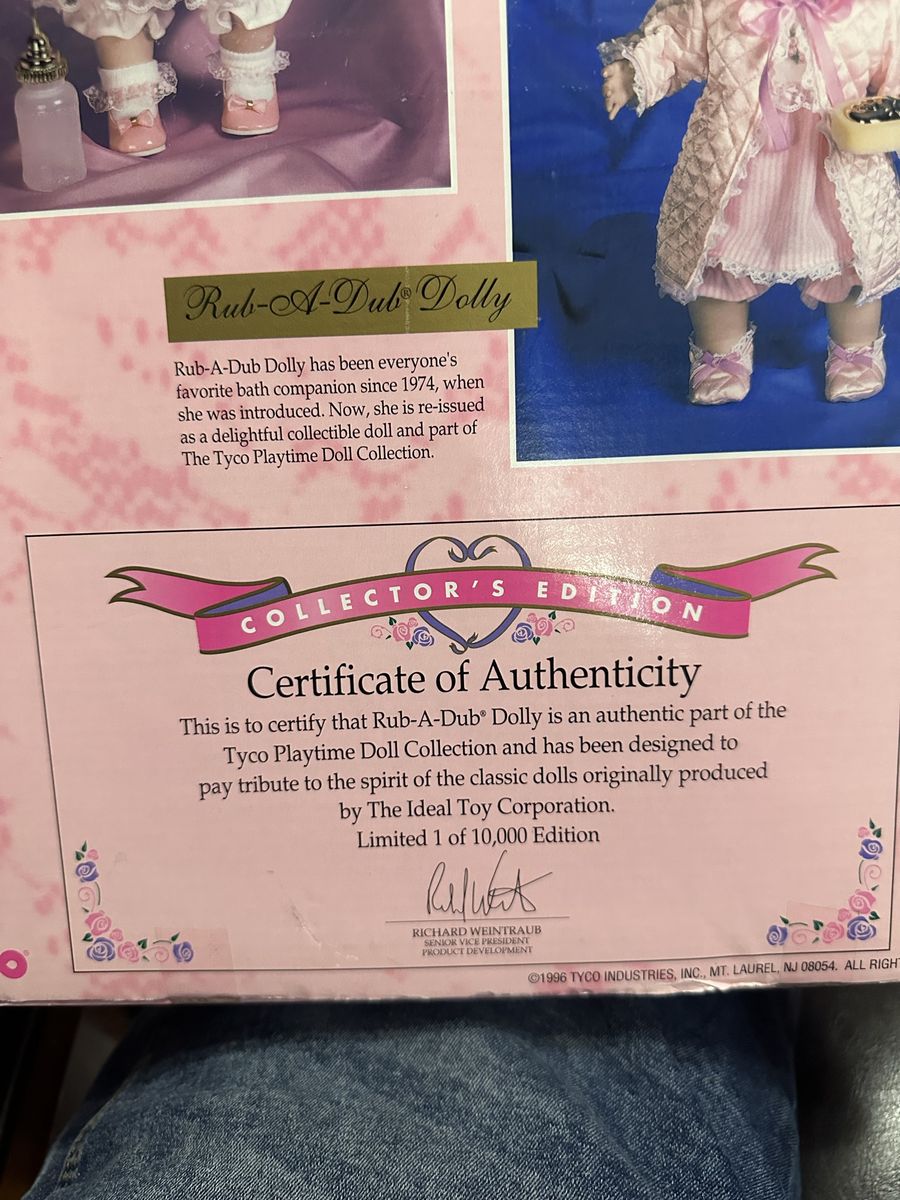 Rub-A-Dub® Dolly
Rub-A-Dub Dolly has been everyone's
favorite bath companion since 1974, when
she was introduced. Now, she is re-issued
as a delightful collectible doll and part of
The Tyco Playtime Doll Collection.
COLLECTOR'S EDITION
Certificate of Authenticity
This is to certify that Rub-A-Dub® Dolly is an authentic part of the
Tyco Playtime Doll Collection and has been designed to
pay tribute to the spirit of the classic dolls originally produced
by The Ideal Toy Corporation.
Limited 1 of 10,000 Edition
RICHARD WEINTRAUB
SENIOR VICE PRESIDENT
PRODUCT DEVELOPMENT
©1996 TYCO INDUSTRIES, INC., MT. LAUREL, NJ 08054. ALL RIGH